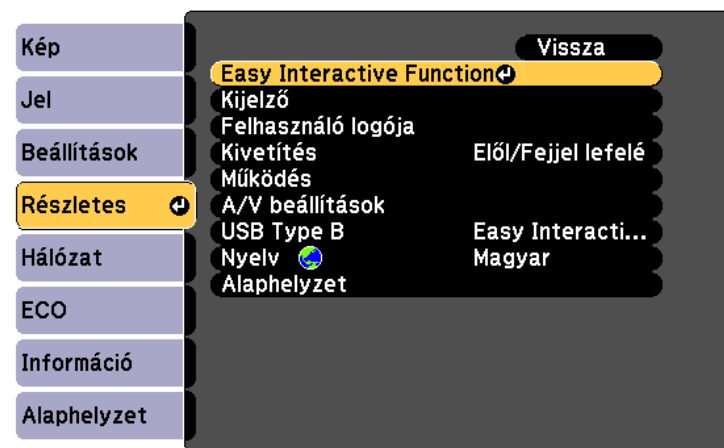 Kép
Jel
Beállítások
Részletes
Hálózat
ECO
Információ
Alaphelyzet
Vissza
Easy Interactive Function
Kijelző
Felhasználó logója
Kivetítés Elől/Fejjel lefelé
Működés
A/V beállítások
USB Type B Easy Interacti...
Nyelv Magyar
Alaphelyzet